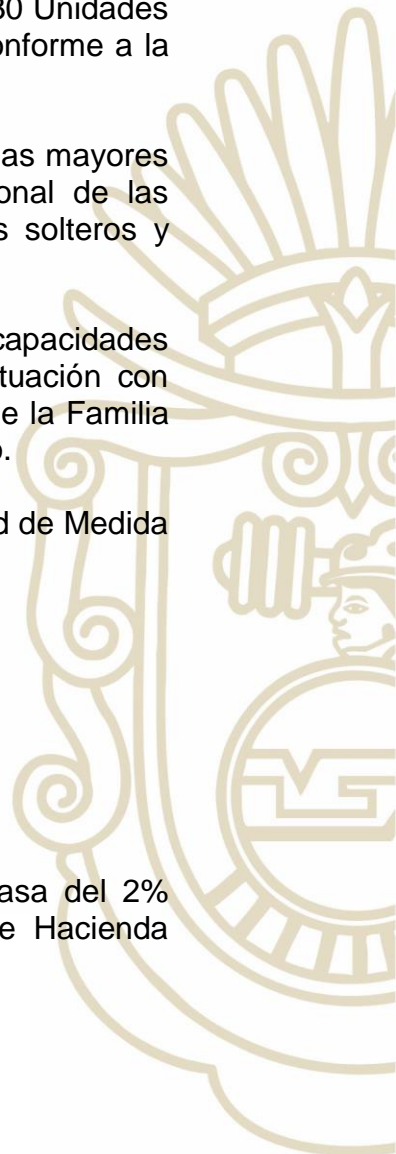 30 Unidades
onforme a la
as mayores
onal de las
s solteros y
capacidades
tuación con
e la Familia
o.
d de Medida
asa del 2%
e Hacienda